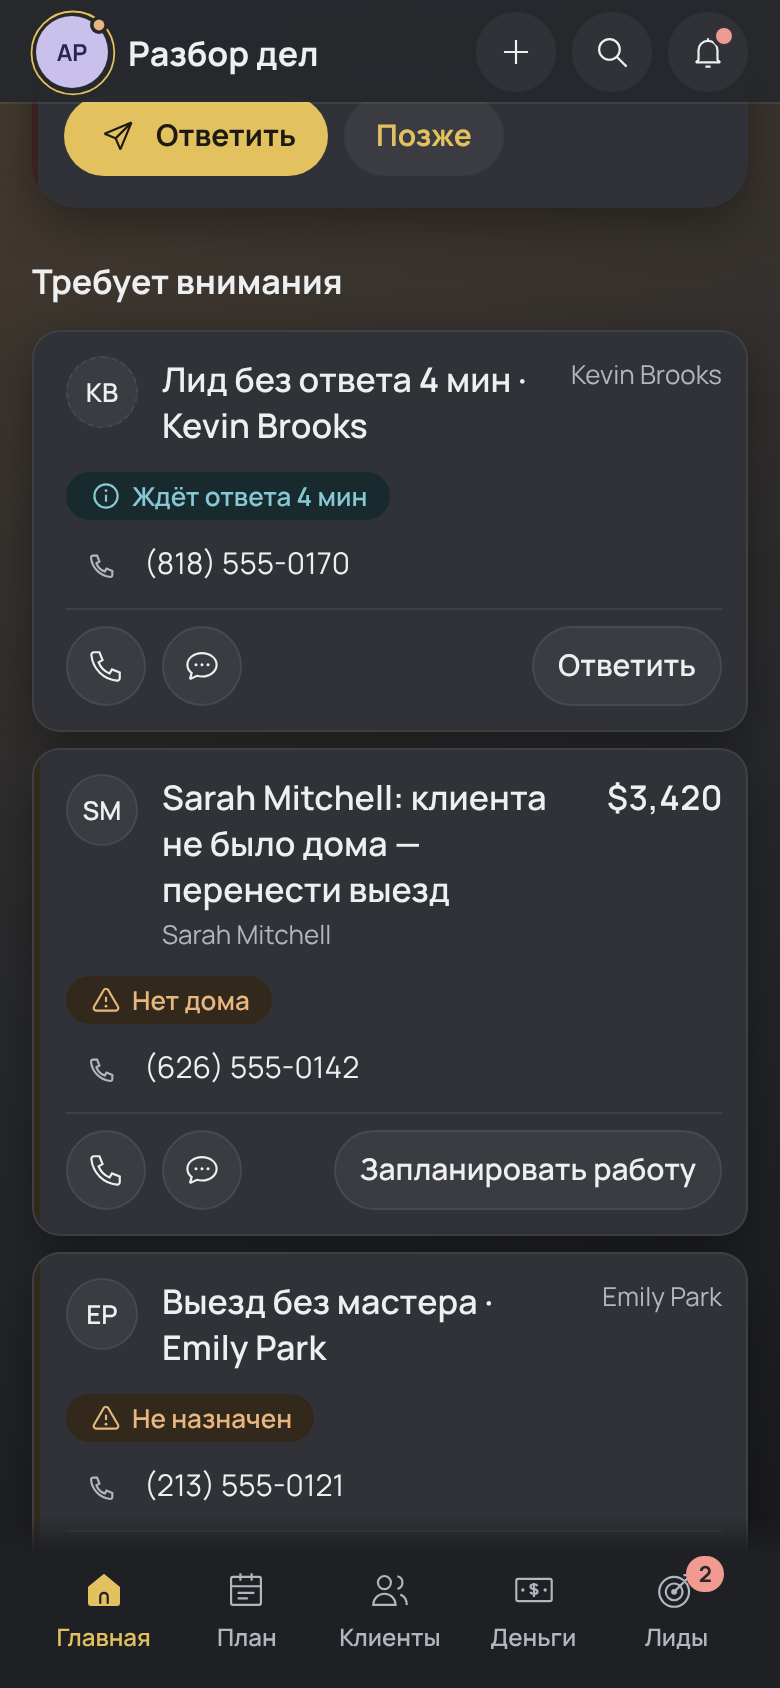 AP
Разбор дел
Ответить
Позже
Требует внимания
KB
Лид без ответа 4 мин ·
Kevin Brooks
Kevin Brooks
Ждёт ответа 4 мин
(818) 555-0170
Ответить
SM
Sarah Mitchell: клиента
не было дома —
перенести выезд
$3,420
Sarah Mitchell
Нет дома
(626) 555-0142
Запланировать работу
EP
Выезд без мастера ·
Emily Park
Emily Park
Не назначен
(213) 555-0121
2
Главная
План
Клиенты
Деньги
Лиды